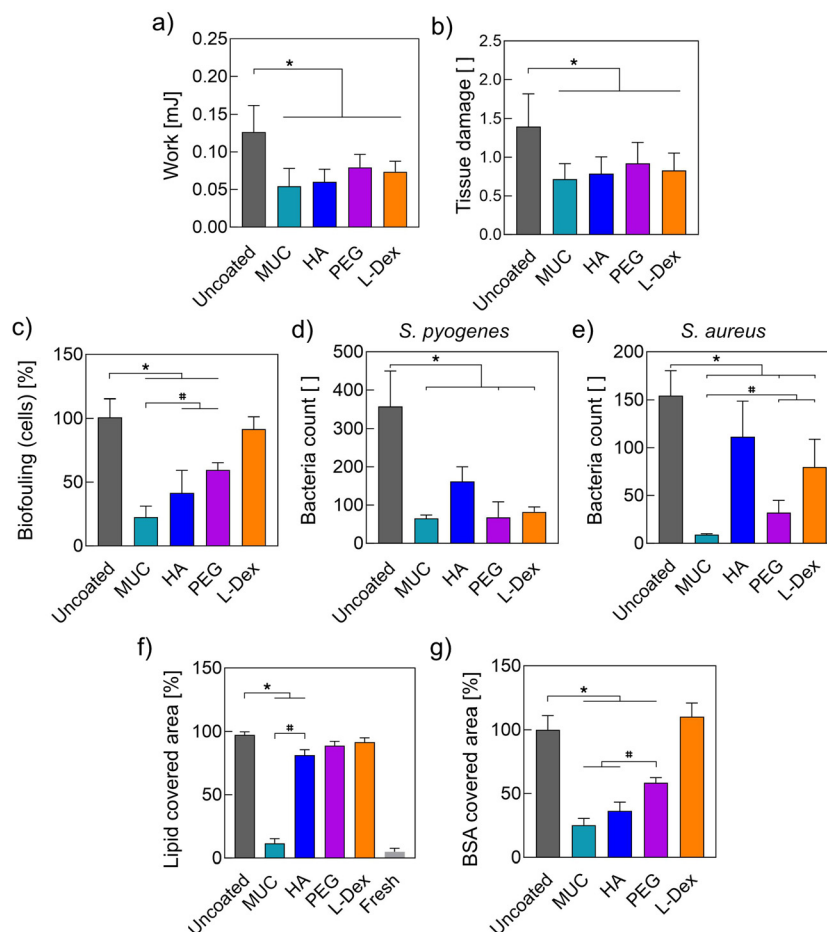 a)
Work [mJ]
0.25
0.20
0.15
0.10
0.05
0.00
*
Uncoated
MUC
HA
PEG
L-Dex
b)
Tissue damage [ ]
2.5
2.0
1.5
1.0
0.5
0.0
*
Uncoated
MUC
HA
PEG
L-Dex
c)
Biofouling (cells) [%]
150
100
50
0
*
#
Uncoated
MUC
HA
PEG
L-Dex
d)
S. pyogenes
Bacteria count [ ]
500
400
300
200
100
0
*
Uncoated
MUC
HA
PEG
L-Dex
e)
S. aureus
Bacteria count [ ]
200
150
100
50
0
*
#
Uncoated
MUC
HA
PEG
L-Dex
f)
Lipid covered area [%]
150
100
50
0
*
#
Uncoated
MUC
HA
PEG
L-Dex
Fresh
g)
BSA covered area [%]
150
100
50
0
*
#
Uncoated
MUC
HA
PEG
L-Dex